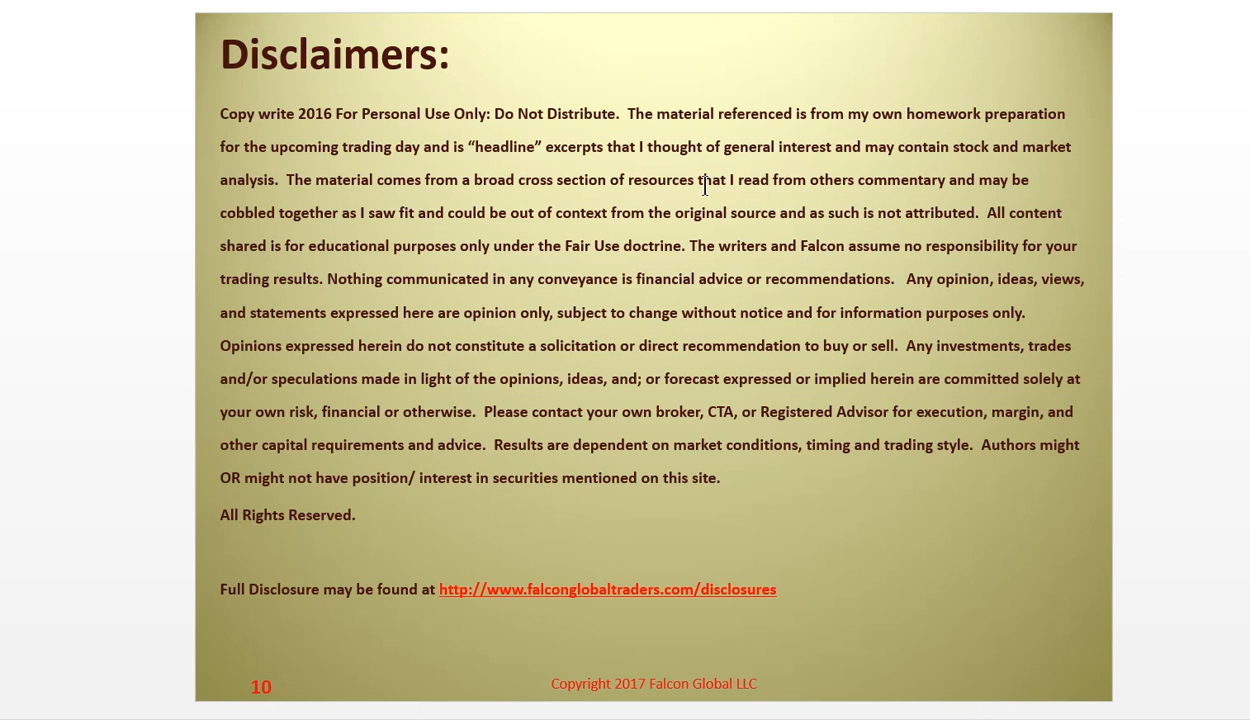 Disclaimers:
Copy write 2016 For Personal Use Only: Do Not Distribute.  The material referenced is from my own homework preparation
for the upcoming trading day and is “headline” excerpts that I thought of general interest and may contain stock and market
analysis.  The material comes from a broad cross section of resources that I read from others commentary and may be
cobbled together as I saw fit and could be out of context from the original source and as such is not attributed.  All content
shared is for educational purposes only under the Fair Use doctrine. The writers and Falcon assume no responsibility for your
trading results. Nothing communicated in any conveyance is financial advice or recommendations.   Any opinion, ideas, views,
and statements expressed here are opinion only, subject to change without notice and for information purposes only.
Opinions expressed herein do not constitute a solicitation or direct recommendation to buy or sell.  Any investments, trades
and/or speculations made in light of the opinions, ideas, and; or forecast expressed or implied herein are committed solely at
your own risk, financial or otherwise.  Please contact your own broker, CTA, or Registered Advisor for execution, margin, and
other capital requirements and advice.  Results are dependent on market conditions, timing and trading style.  Authors might
OR might not have position/ interest in securities mentioned on this site.
All Rights Reserved.
Full Disclosure may be found at http://www.falconglobaltraders.com/disclosures
10
Copyright 2017 Falcon Global LLC